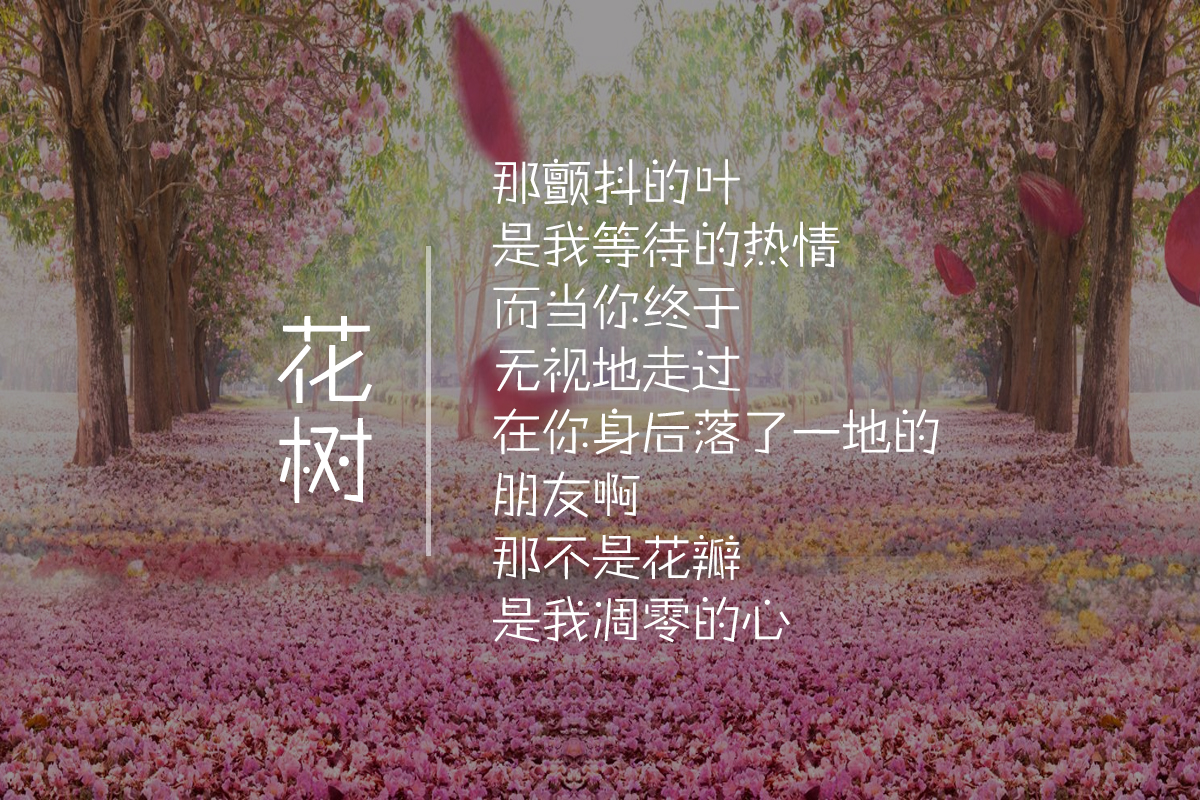 花树
那颤抖的叶
是我等待的热情
而当你终于
无视地走过
在你身后落了一地的
朋友啊
那不是花瓣
是我凋零的心